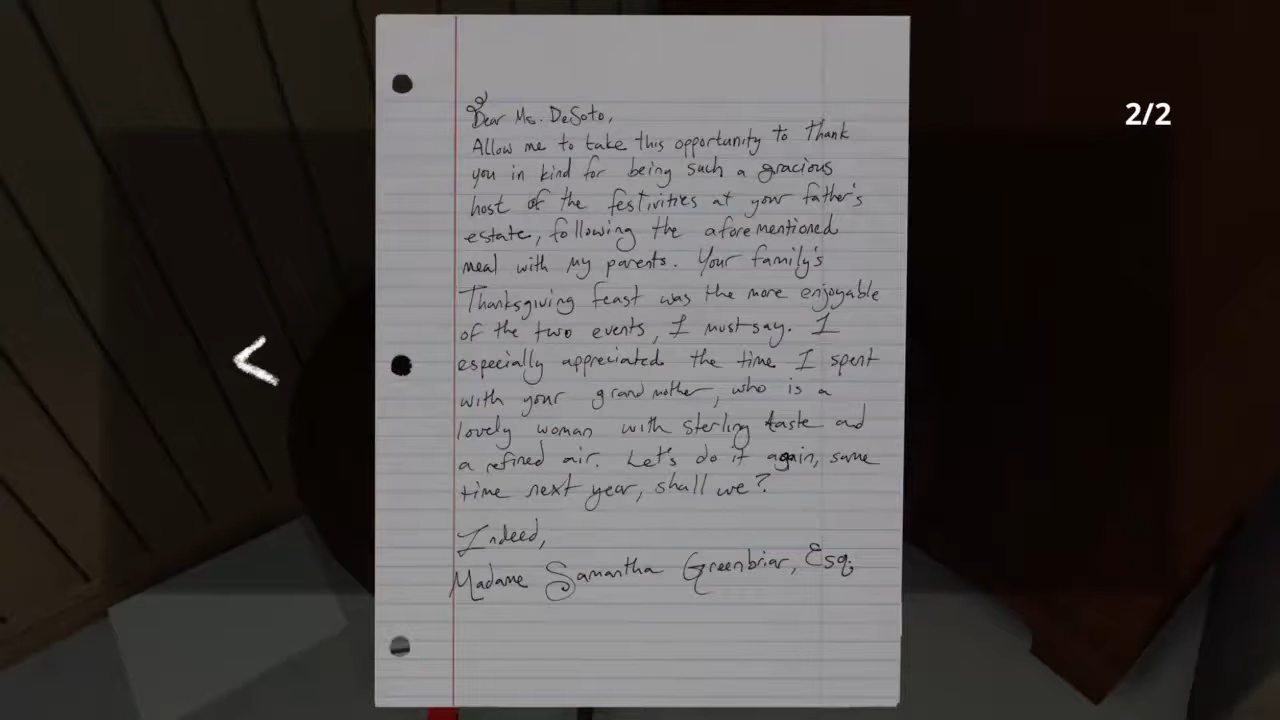 2/2
Dear Ms. DeSoto,
Allow me to take this opportunity to thank
you in kind for being such a gracious
host of the festivities at your father's
estate, following the aforementioned
meal with my parents. Your family's
Thanksgiving feast was the more enjoyable
of the two events, I must say. I
especially appreciated the time I spent
with your grandmother, who is a
lovely woman with sterling taste and
a refined air. Let's do it again, same
time next year, shall we?
Indeed,
Madame Samantha Greenbriar, Esq.